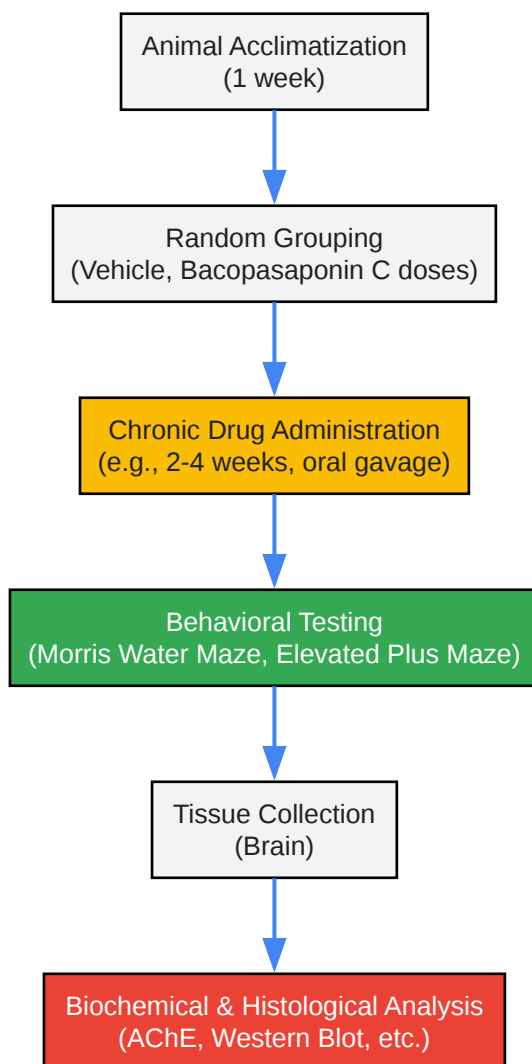 Animal Acclimatization
(1 week)
Random Grouping
(Vehicle, Bacopasaponin C doses)
Chronic Drug Administration
(e.g., 2-4 weeks, oral gavage)
Behavioral Testing
(Morris Water Maze, Elevated Plus Maze)
Tissue Collection
(Brain)
Biochemical & Histological Analysis
(AChE, Western Blot, etc.)